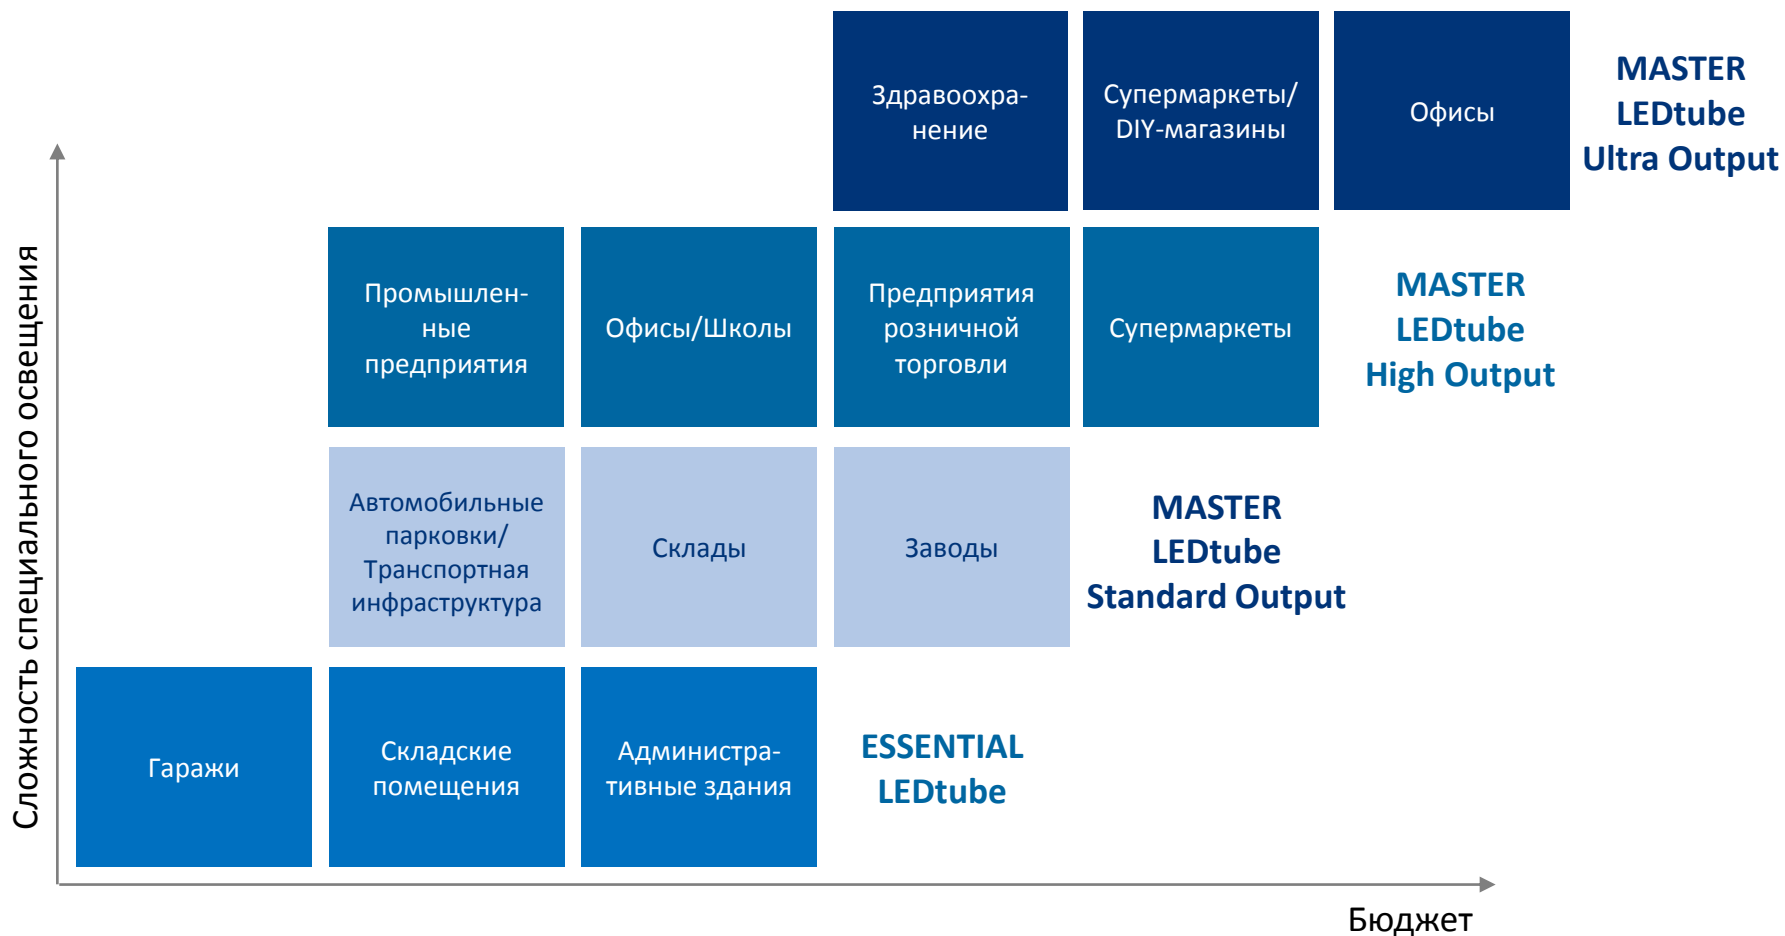 Здравоохра-
нение
Супермаркеты/
DIY-магазины
Офисы
MASTER
LEDtube
Ultra Output
Промышлен-
ные
предприятия
Офисы/Школы
Предприятия
розничной
торговли
Супермаркеты
MASTER
LEDtube
High Output
Автомобильные
парковки/
Транспортная
инфраструктура
Склады
Заводы
MASTER
LEDtube
Standard Output
Гаражи
Складские
помещения
Администра-
тивные здания
ESSENTIAL
LEDtube
Сложность специального освещения
Бюджет